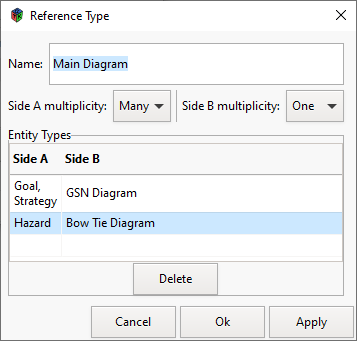 Reference Type
Name: Main Diagram
Side A multiplicity: Many Side B multiplicity: One
Entity Types
Side A Side B
Goal,
Strategy GSN Diagram
Hazard Bow Tie Diagram
Delete
Cancel Ok Apply